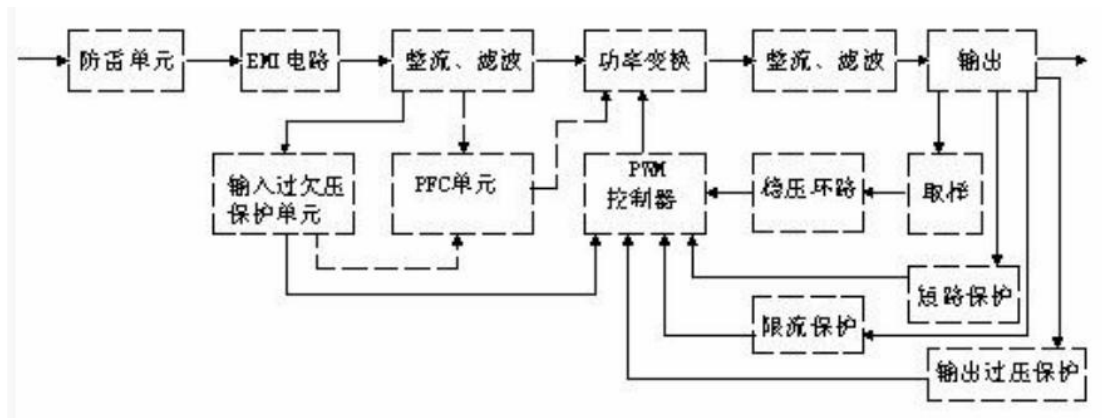 防雷单元
EMI电路
整流、滤波
功率变换
整流、滤波
输出
输入过欠压
保护单元
PFC单元
PWM
控制器
稳压环路
取样
短路保护
限流保护
输出过压保护